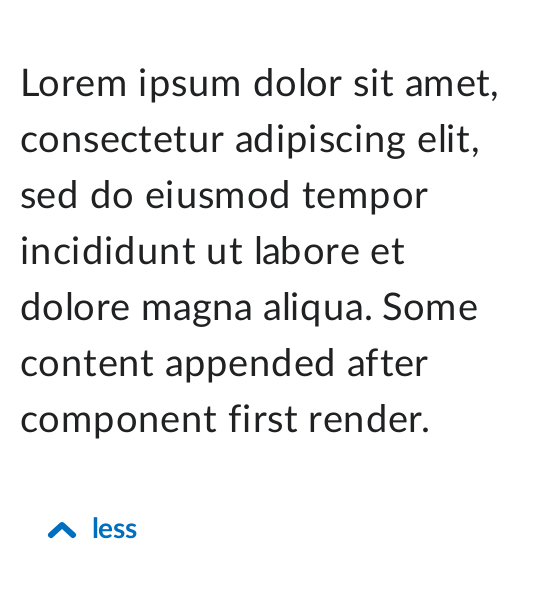 Lorem ipsum dolor sit amet,
consectetur adipiscing elit,
sed do eiusmod tempor
incididunt ut labore et
dolore magna aliqua. Some
content appended after
component first render.
less